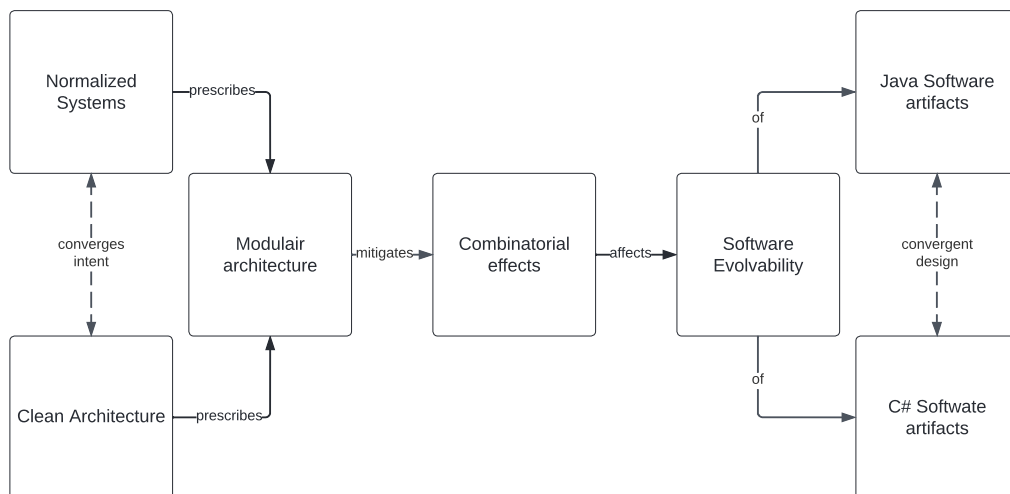 Normalized
Systems
prescribes
of
Java Software
artifacts
converges
intent
Modulair
architecture
mitigates
Combinatorial
effects
affects
Software
Evolvability
convergent
design
Clean Architecture
prescribes
of
C# Softwate
artifacts